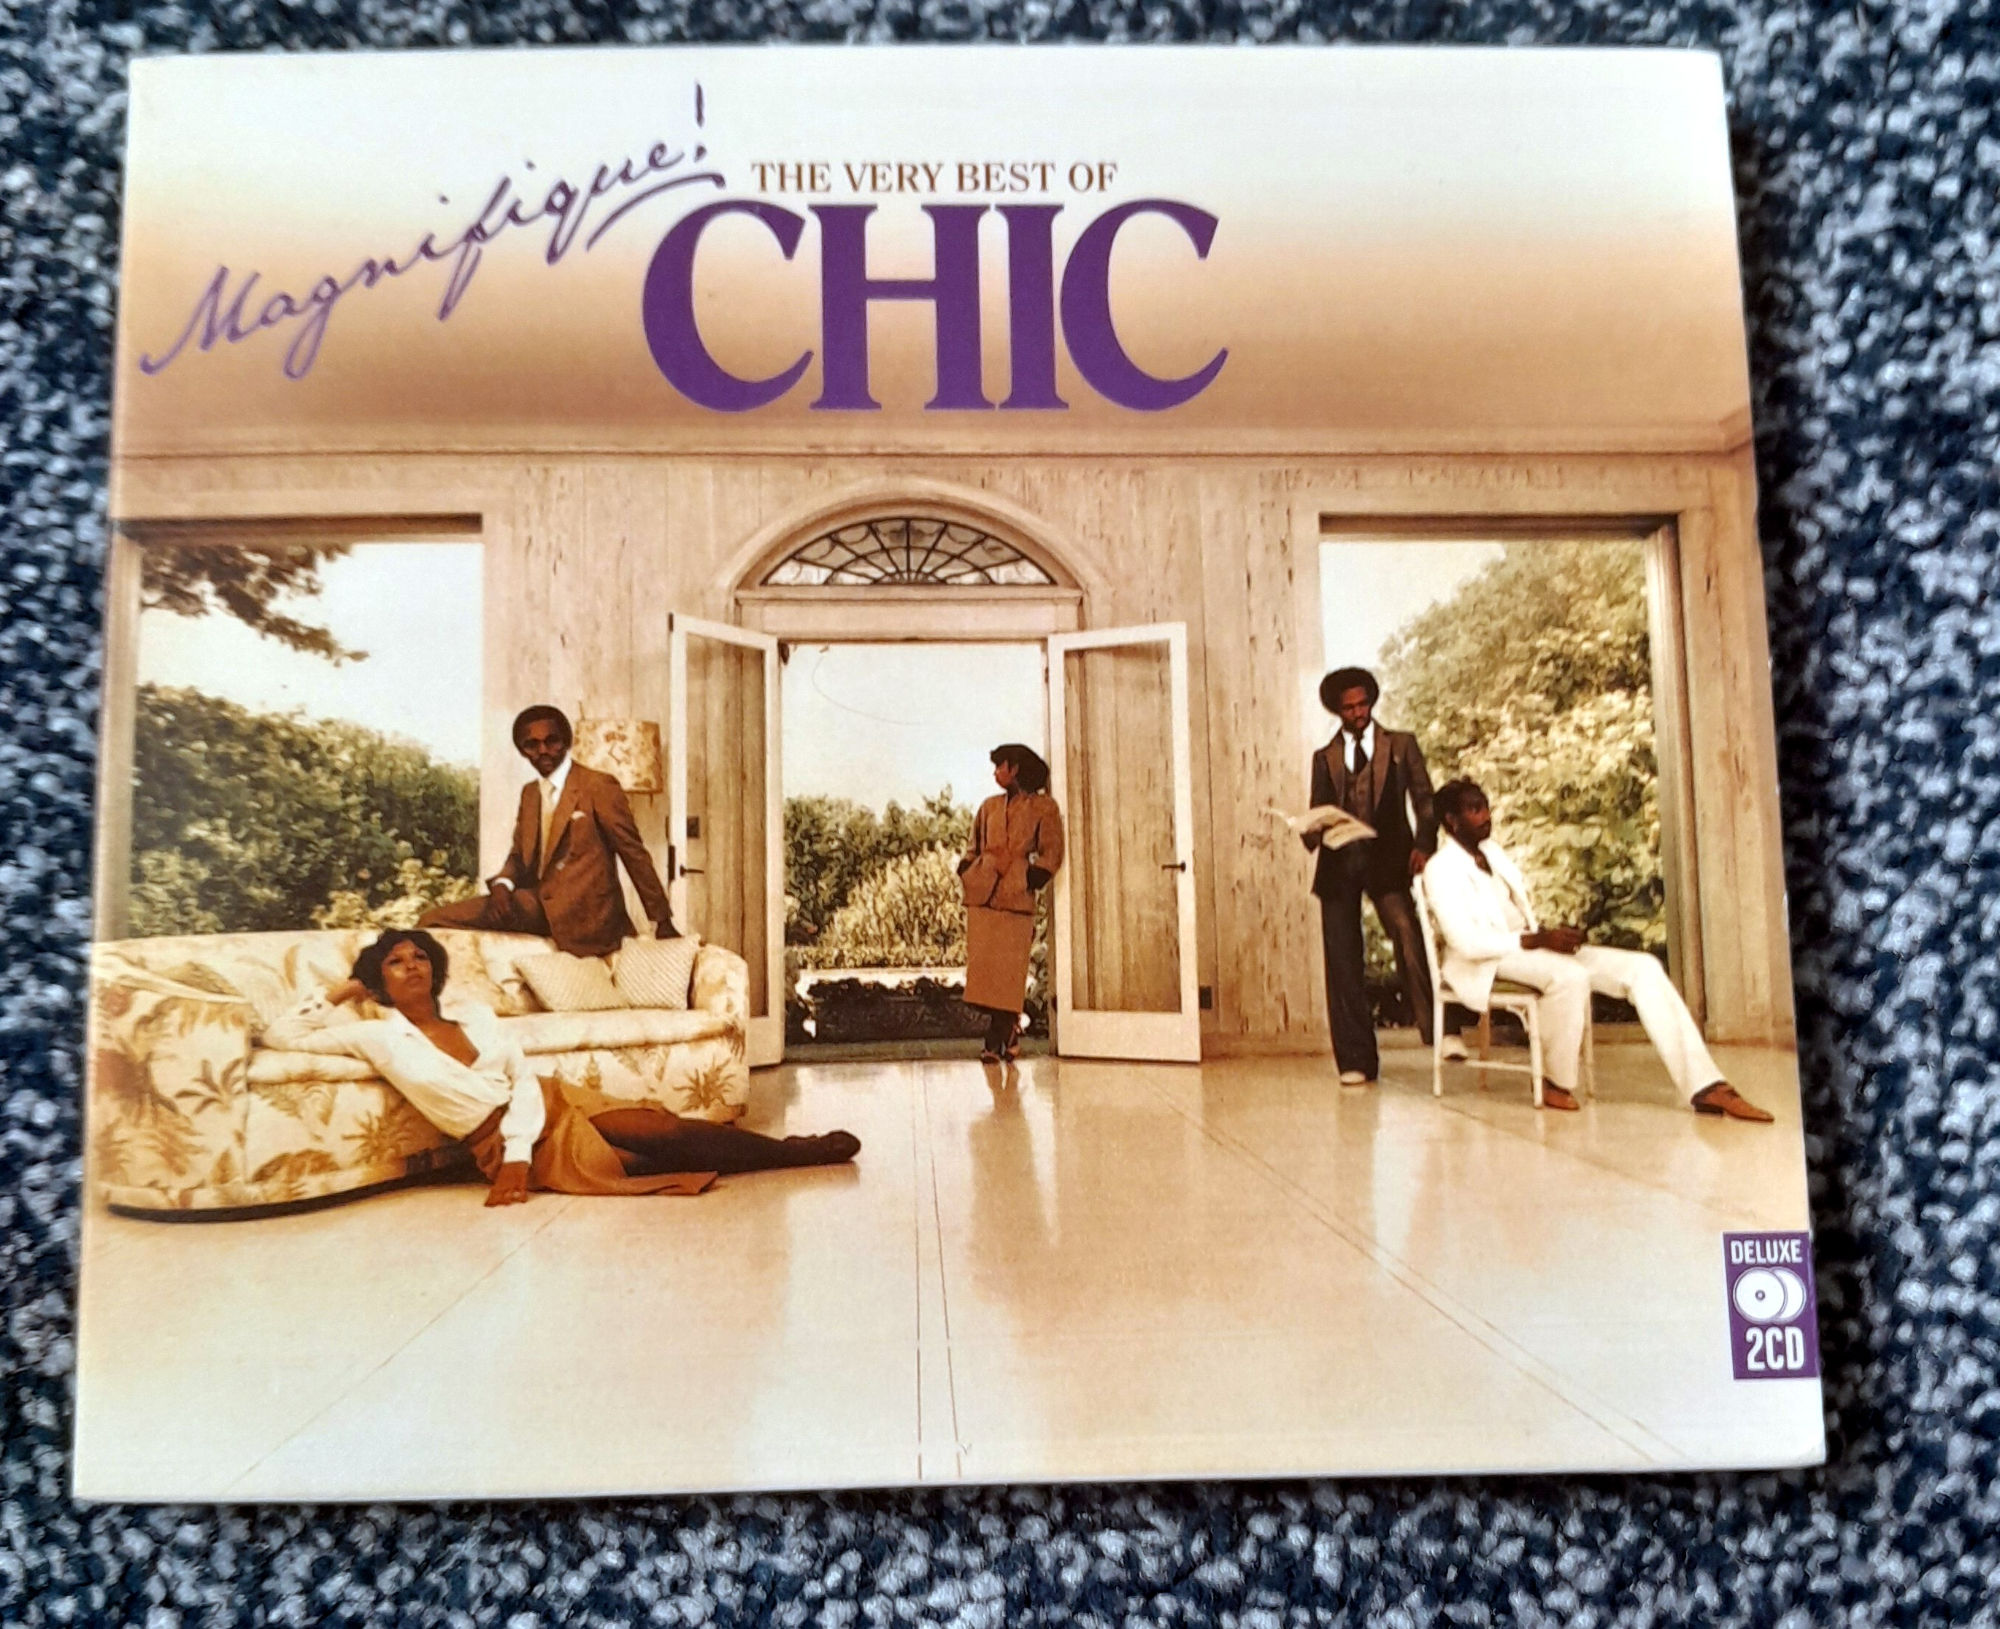 Magnifique!
THE VERY BEST OF
CHIC
DELUXE
2CD